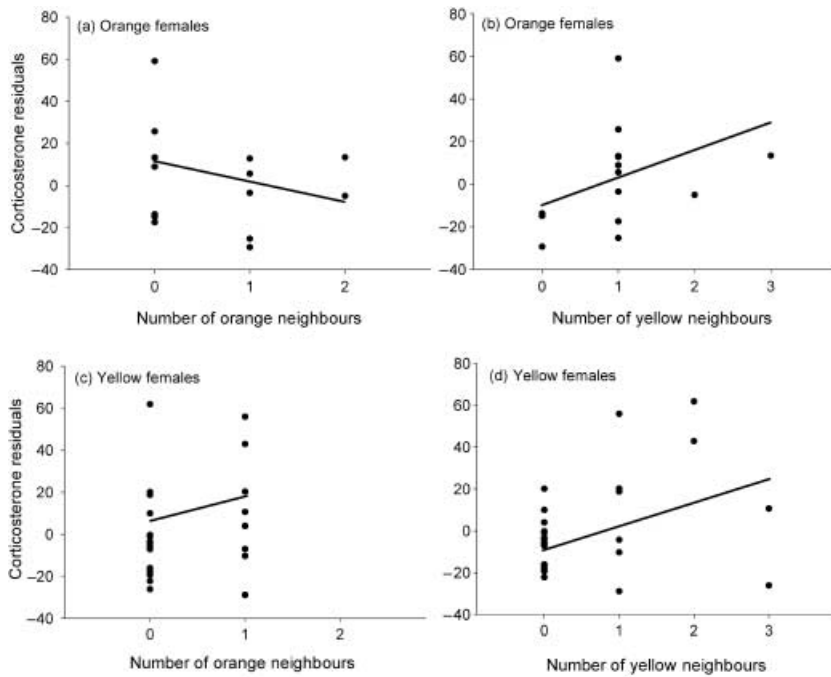 (a) Orange females
80
60
40
20
0
–20
–40
Corticosterone residuals
0 1 2
Number of orange neighbours
(b) Orange females
80
60
40
20
0
–20
–40
0 1 2 3
Number of yellow neighbours
(c) Yellow females
80
60
40
20
0
–20
–40
Corticosterone residuals
0 1 2
Number of orange neighbours
(d) Yellow females
80
60
40
20
0
–20
–40
0 1 2 3
Number of yellow neighbours